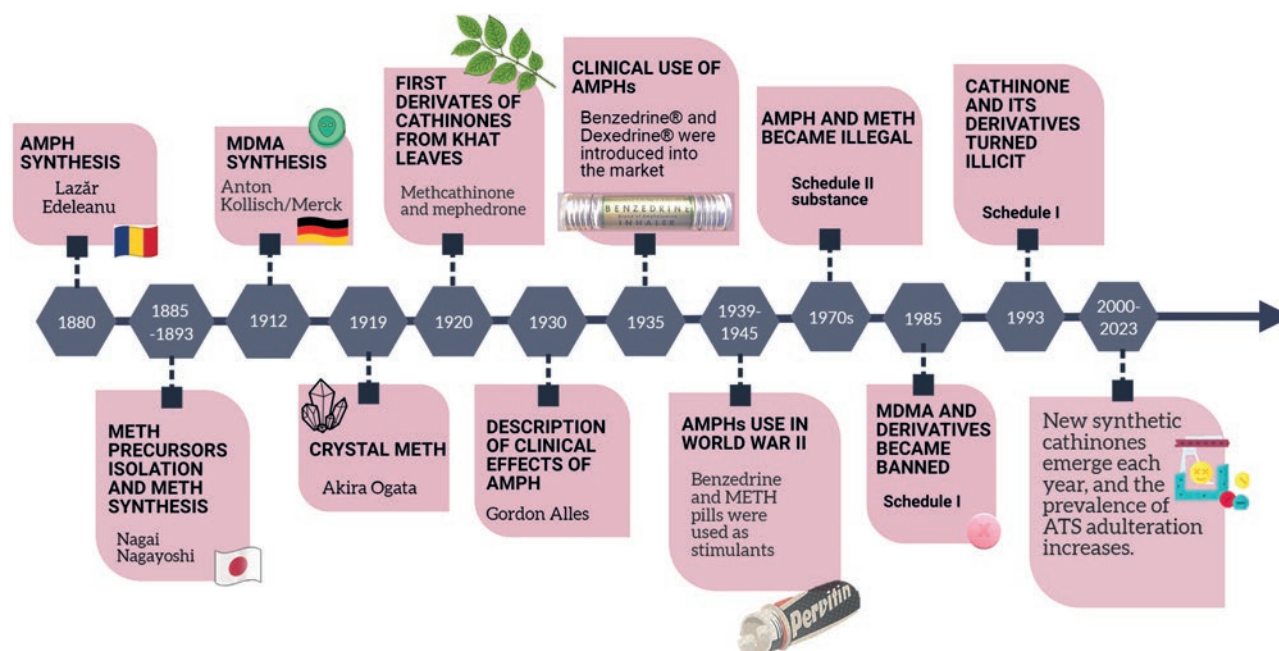 AMPH
SYNTHESIS
Lazăr
Edeleanu
MDMA
SYNTHESIS
Anton
Kollisch/Merck
FIRST
DERIVATES OF
CATHINONES
FROM KHAT
LEAVES
Methcathinone
and mephedrone
CLINICAL USE OF
AMPHs
Benzedrine® and
Dexedrine® were
introduced into
the market
BENZEDRINE
INHALER
AMPH AND METH
BECAME ILLEGAL
Schedule II
substance
CATHINONE
AND ITS
DERIVATIVES
TURNED
ILLICIT
Schedule I
1880
1885
-1893
1912
1919
1920
1930
1935
1939-
1945
1970s
1985
1993
2000-
2023
METH
PRECURSORS
ISOLATION
AND METH
SYNTHESIS
Nagai
Nagayoshi
CRYSTAL METH
Akira Ogata
DESCRIPTION
OF CLINICAL
EFFECTS OF
AMPH
Gordon Alles
AMPHs USE IN
WORLD WAR II
Benzedrine
and METH
pills were
used as
stimulants
Pervitin
MDMA AND
DERIVATIVES
BECAME
BANNED
Schedule I
New synthetic
cathinones
emerge each
year, and the
prevalence of
ATS adulteration
increases.